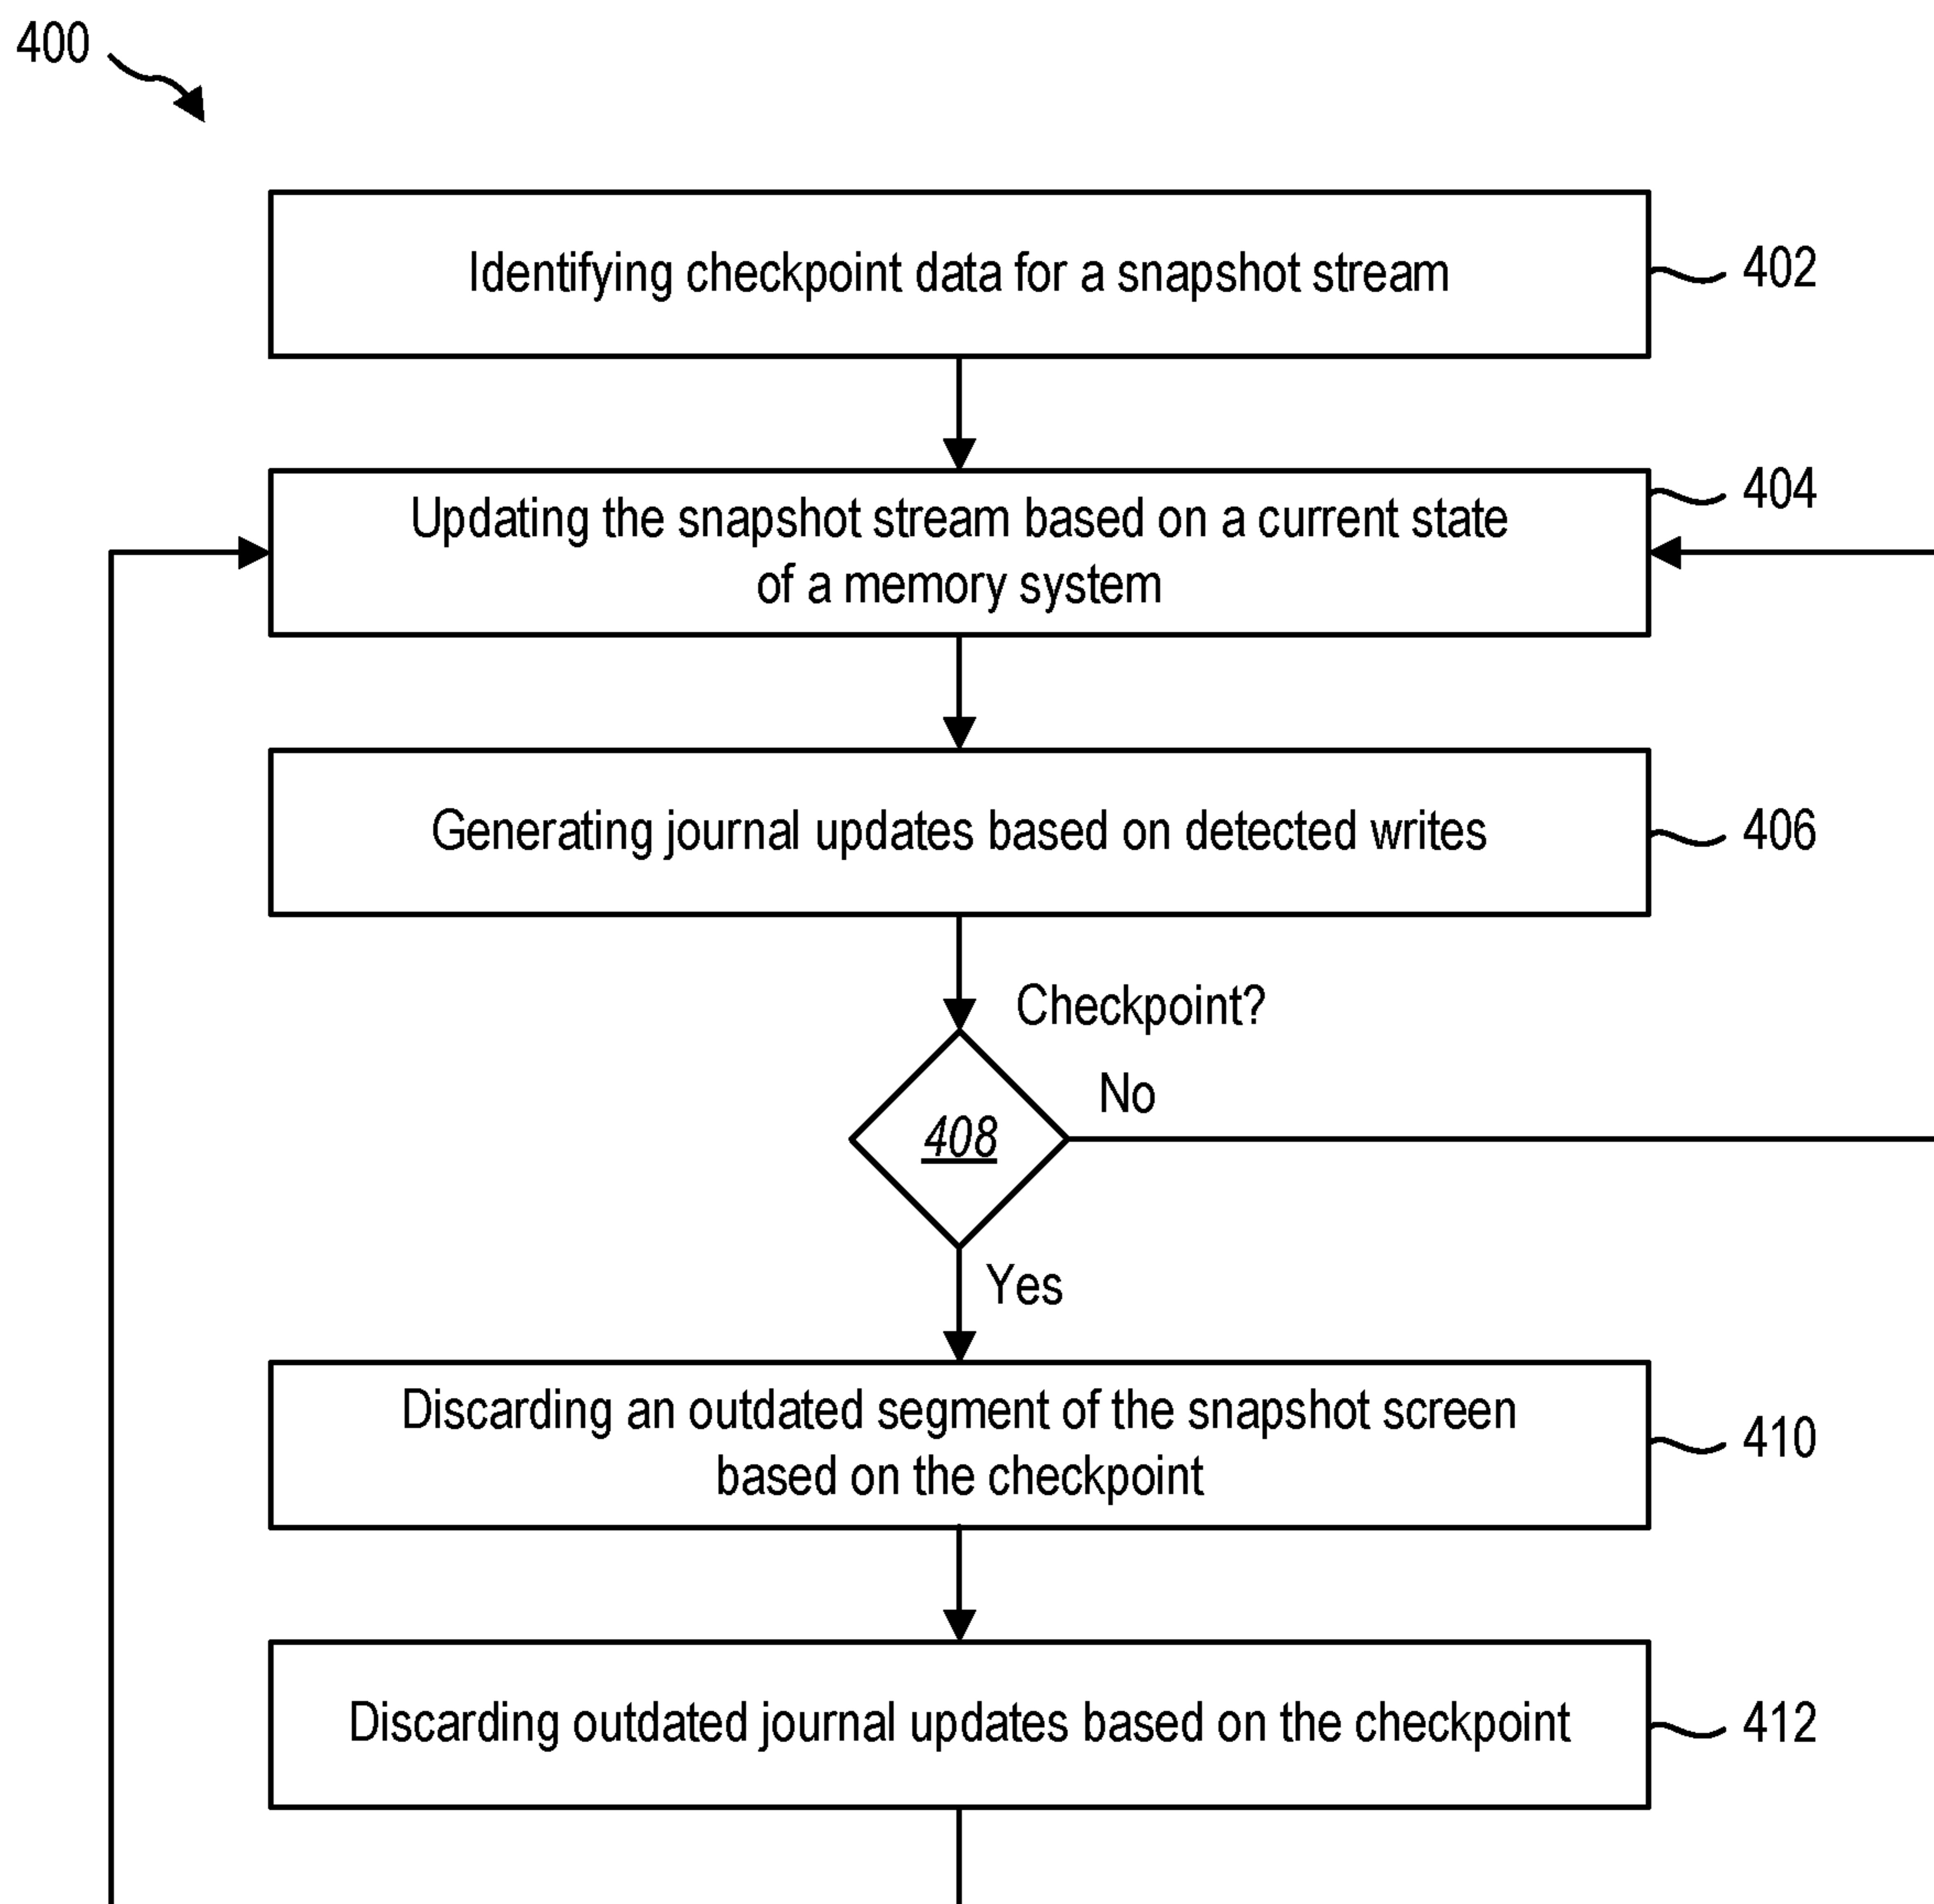 400
Identifying checkpoint data for a snapshot stream
402
Updating the snapshot stream based on a current state
of a memory system
404
Generating journal updates based on detected writes
406
Checkpoint?
No
408
Yes
Discarding an outdated segment of the snapshot screen
based on the checkpoint
410
Discarding outdated journal updates based on the checkpoint
412